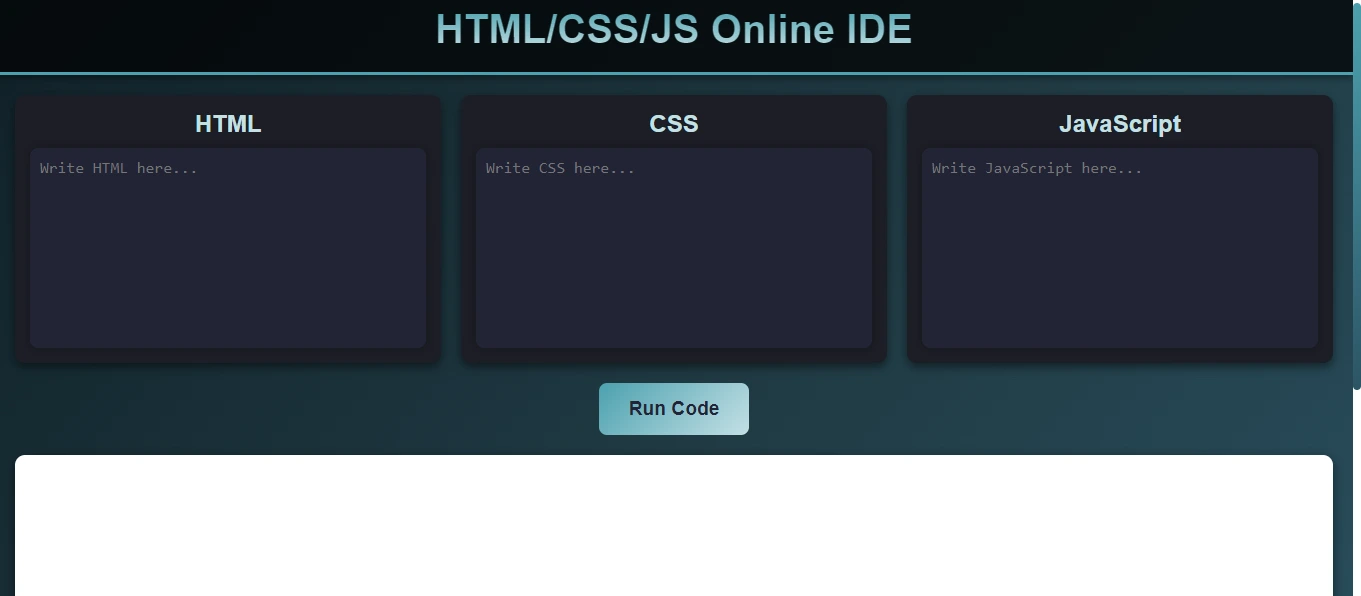 HTML/CSS/JS Online IDE
HTML
CSS
JavaScript
Write HTML here...
Write CSS here...
Write JavaScript here...
Run Code